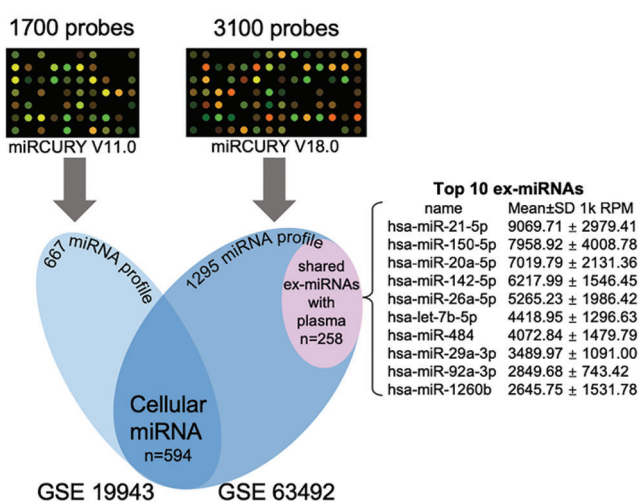 1700 probes
3100 probes
miRCURY V11.0
miRCURY V18.0
667 miRNA profile
1295 miRNA profile
shared
ex-miRNAs
with
plasma
n=258
Cellular
miRNA
n=594
GSE 19943
GSE 63492
Top 10 ex-miRNAs
name Mean±SD 1k RPM
hsa-miR-21-5p 9069.71 ± 2979.41
hsa-miR-150-5p 7958.92 ± 4008.78
hsa-miR-20a-5p 7019.79 ± 2131.36
hsa-miR-142-5p 6217.99 ± 1546.45
hsa-miR-26a-5p 5265.23 ± 1986.42
hsa-let-7b-5p 4418.95 ± 1296.63
hsa-miR-484 4072.84 ± 1479.79
hsa-miR-29a-3p 3489.97 ± 1091.00
hsa-miR-92a-3p 2849.68 ± 743.42
hsa-miR-1260b 2645.75 ± 1531.78